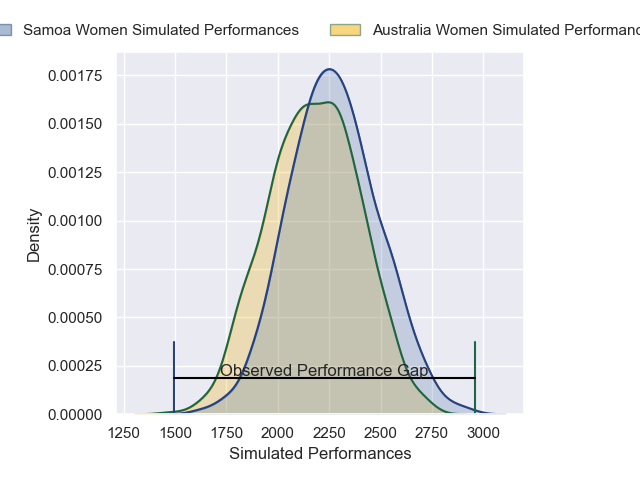 Samoa Women Simulated Performances Australia Women Simulated
0.00175
0.00150
0.00125
0.00100
0.00075
0.00050
0.00025
0.00000
Density
Observed Performance Gap
1250 1500 1750 2000 2250 2500 2750 3000
Simulated Performances